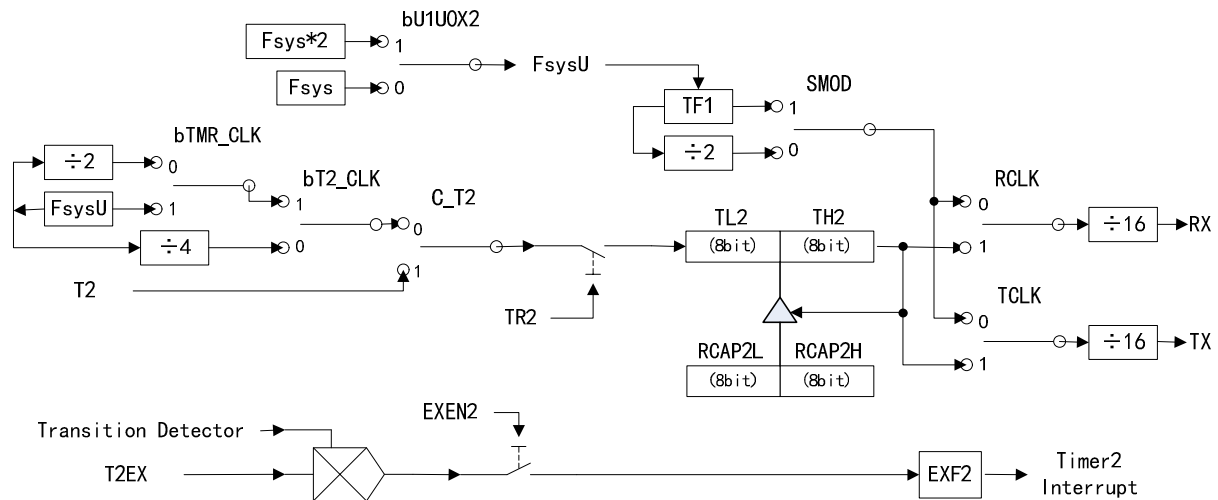 bU1U0X2
Fsys*2
1
FsysU
Fsys
0
SMOD
TF1
1
bTMR_CLK
÷2
0
÷2
0
bT2_CLK
RCLK
FsysU
1
1
C_T2
0
0
TL2
TH2
÷16
RX
÷4
0
(8bit)
(8bit)
1
1
T2
TCLK
TR2
0
RCAP2L
RCAP2H
÷16
TX
(8bit)
(8bit)
1
EXEN2
Transition Detector
T2EX
EXF2
Timer2
Interrupt